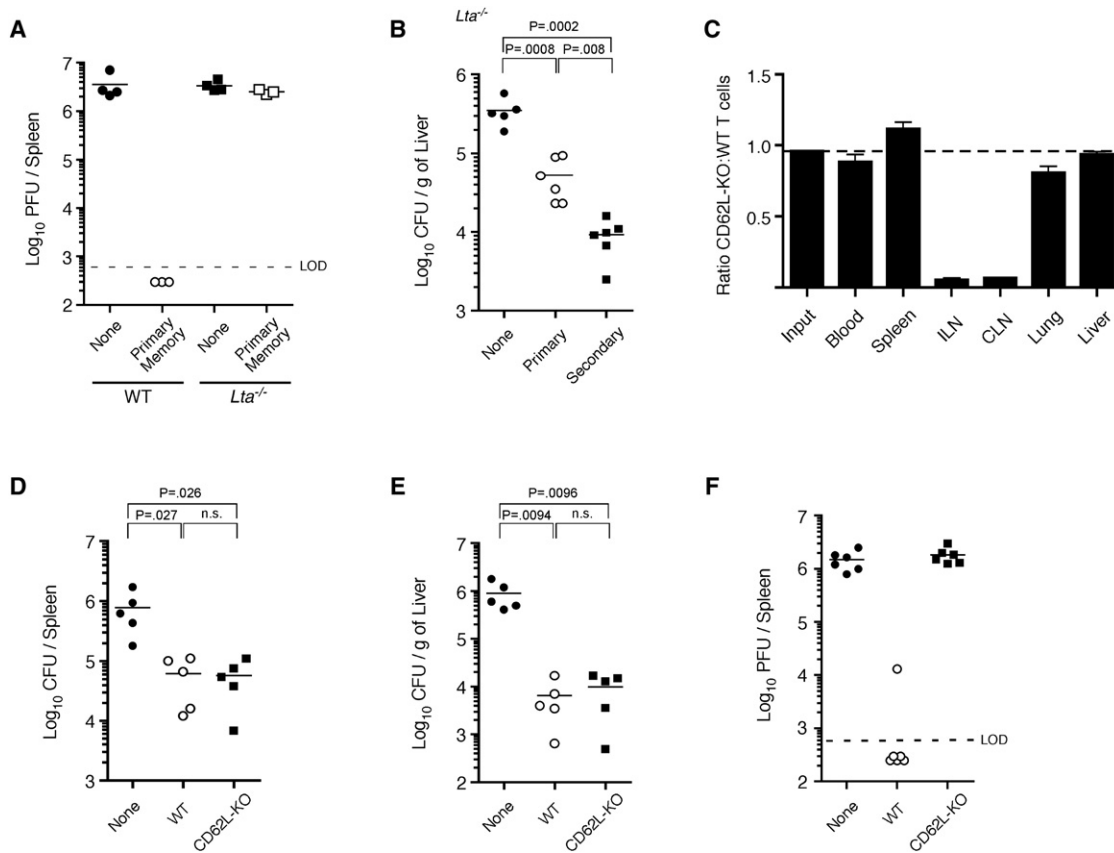 A
Log10 PFU / Spleen
7
6
5
4
3
2
LOD
None
Primary
Memory
None
Primary
Memory
WT
Lta-/-
B
Lta-/-
P=.0002
P=.0008
P=.008
Log10 CFU / g of Liver
6
5
4
3
None
Primary
Secondary
C
Ratio CD62L-KO:WT T cells
1.5
1.0
0.5
Input
Blood
Spleen
ILN
CLN
Lung
Liver
D
P=.026
P=.027
n.s.
Log10 CFU / Spleen
7
6
5
4
3
None
WT
CD62L-KO
E
P=.0096
P=.0094
n.s.
Log10 CFU / g of Liver
7
6
5
4
3
2
None
WT
CD62L-KO
F
Log10 PFU / Spleen
7
6
5
4
3
2
LOD
None
WT
CD62L-KO